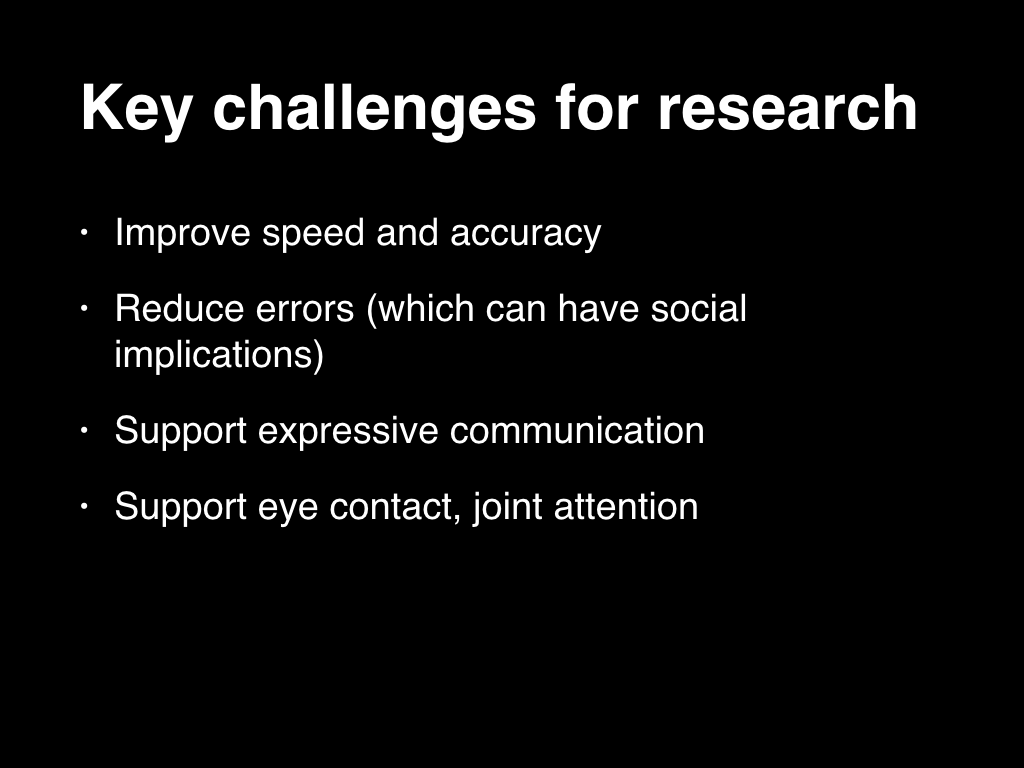 Key challenges for research
• Improve speed and accuracy
• Reduce errors (which can have social
implications)
• Support expressive communication
• Support eye contact, joint attention